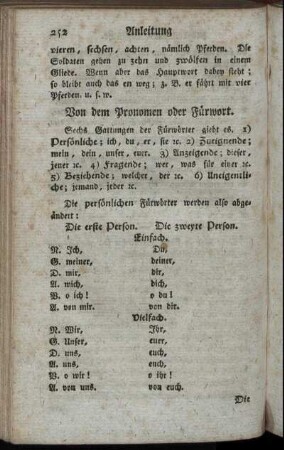 252 Anleitung
vieren, sechsen, achten, nämlich Pferden. Die
Soldaten gehen zu zehen und zwölfen in einem
Gliede. Wenn aber das Hauptwort dabey steht;
so bleibt auch das en weg; z. B. er fährt mit vier
Pferden. u. s. w.
Von dem Pronomen oder Fürwort.
Sechs Gattungen der Fürwörter giebt es. 1)
Persönliche; ich, du, er, sie ꝛc. 2) Zueignende;
mein, dein, unser, euer. 3) Anzeigende; dieser,
jener ꝛc. 4) Fragende; wer, was für einer ꝛc.
5) Beziehende; welcher, der ꝛc. 6) Uneigentli-
che; jemand, jeder ꝛc.
Die persönlichen Fürwörter werden also abge-
ändert:
Die erste Person. Die zweyte Person.
Einfach.
N. Ich, Du,
G. meiner, deiner,
D. mir, dir,
A. mich, dich,
V. o ich! o du!
A. von mir. von dir.
Vielfach.
N. Wir, Ihr,
G. Unser, euer,
D. uns, euch,
A. uns, euch,
V. o wir! o ihr!
A. von uns. von euch.
Die